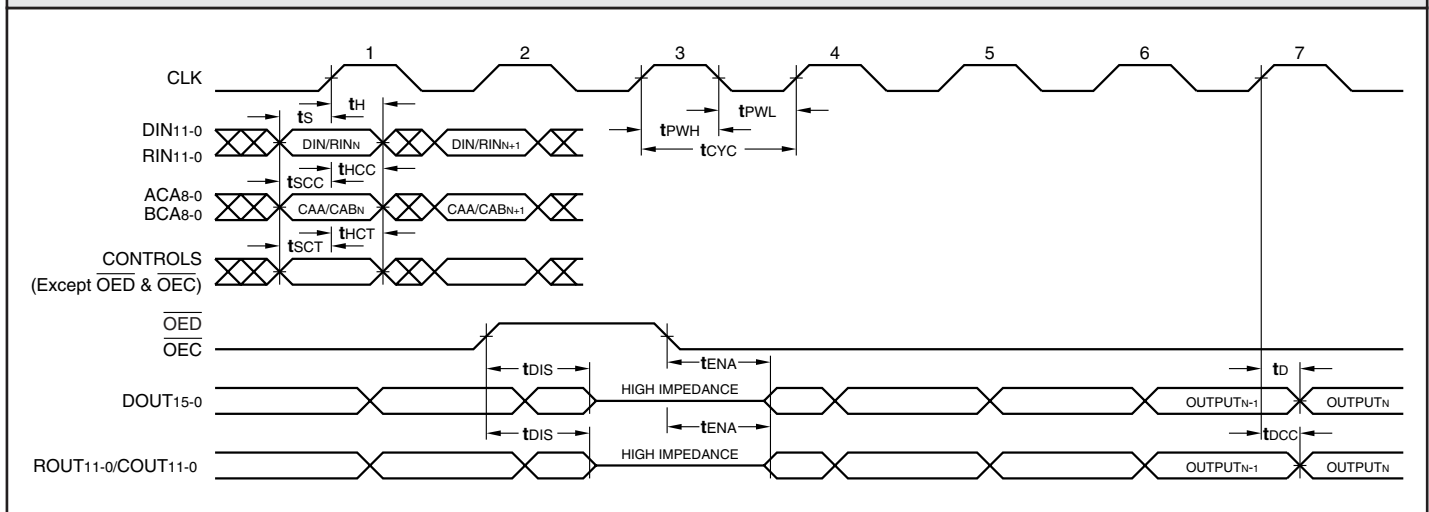 1 2 3 4 5 6 7
CLK
tS tH
tPWH tPWL
tCYC
DIN11-0
RIN11-0
DIN/RINN DIN/RINN+1
tSCC tHCC
ACA8-0
BCA8-0
CAA/CABN CAA/CABN+1
tSCT tHCT
CONTROLS
(Except OED & OEC)
OED
OEC
tDIS tENA tD
DOUT15-0
HIGH IMPEDANCE
OUTPUTN-1 OUTPUTN
tDIS tENA tDCC
ROUT11-0/COUT11-0
HIGH IMPEDANCE
OUTPUTN-1 OUTPUTN